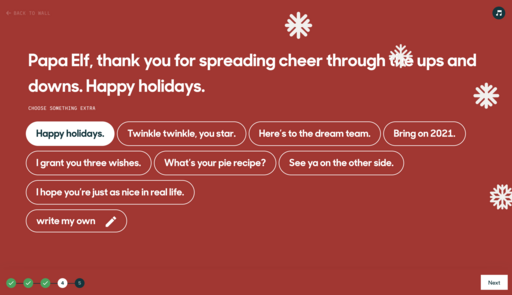 BACK TO WALL
Papa Elf, thank you for spreading cheer through the ups and
downs. Happy holidays.
CHOOSE SOMETHING EXTRA
Happy holidays. Twinkle twinkle, you star. Here's to the dream team. Bring on 2021.
I grant you three wishes. What's your pie recipe? See ya on the other side.
I hope you're just as nice in real life.
write my own
4 5 Next